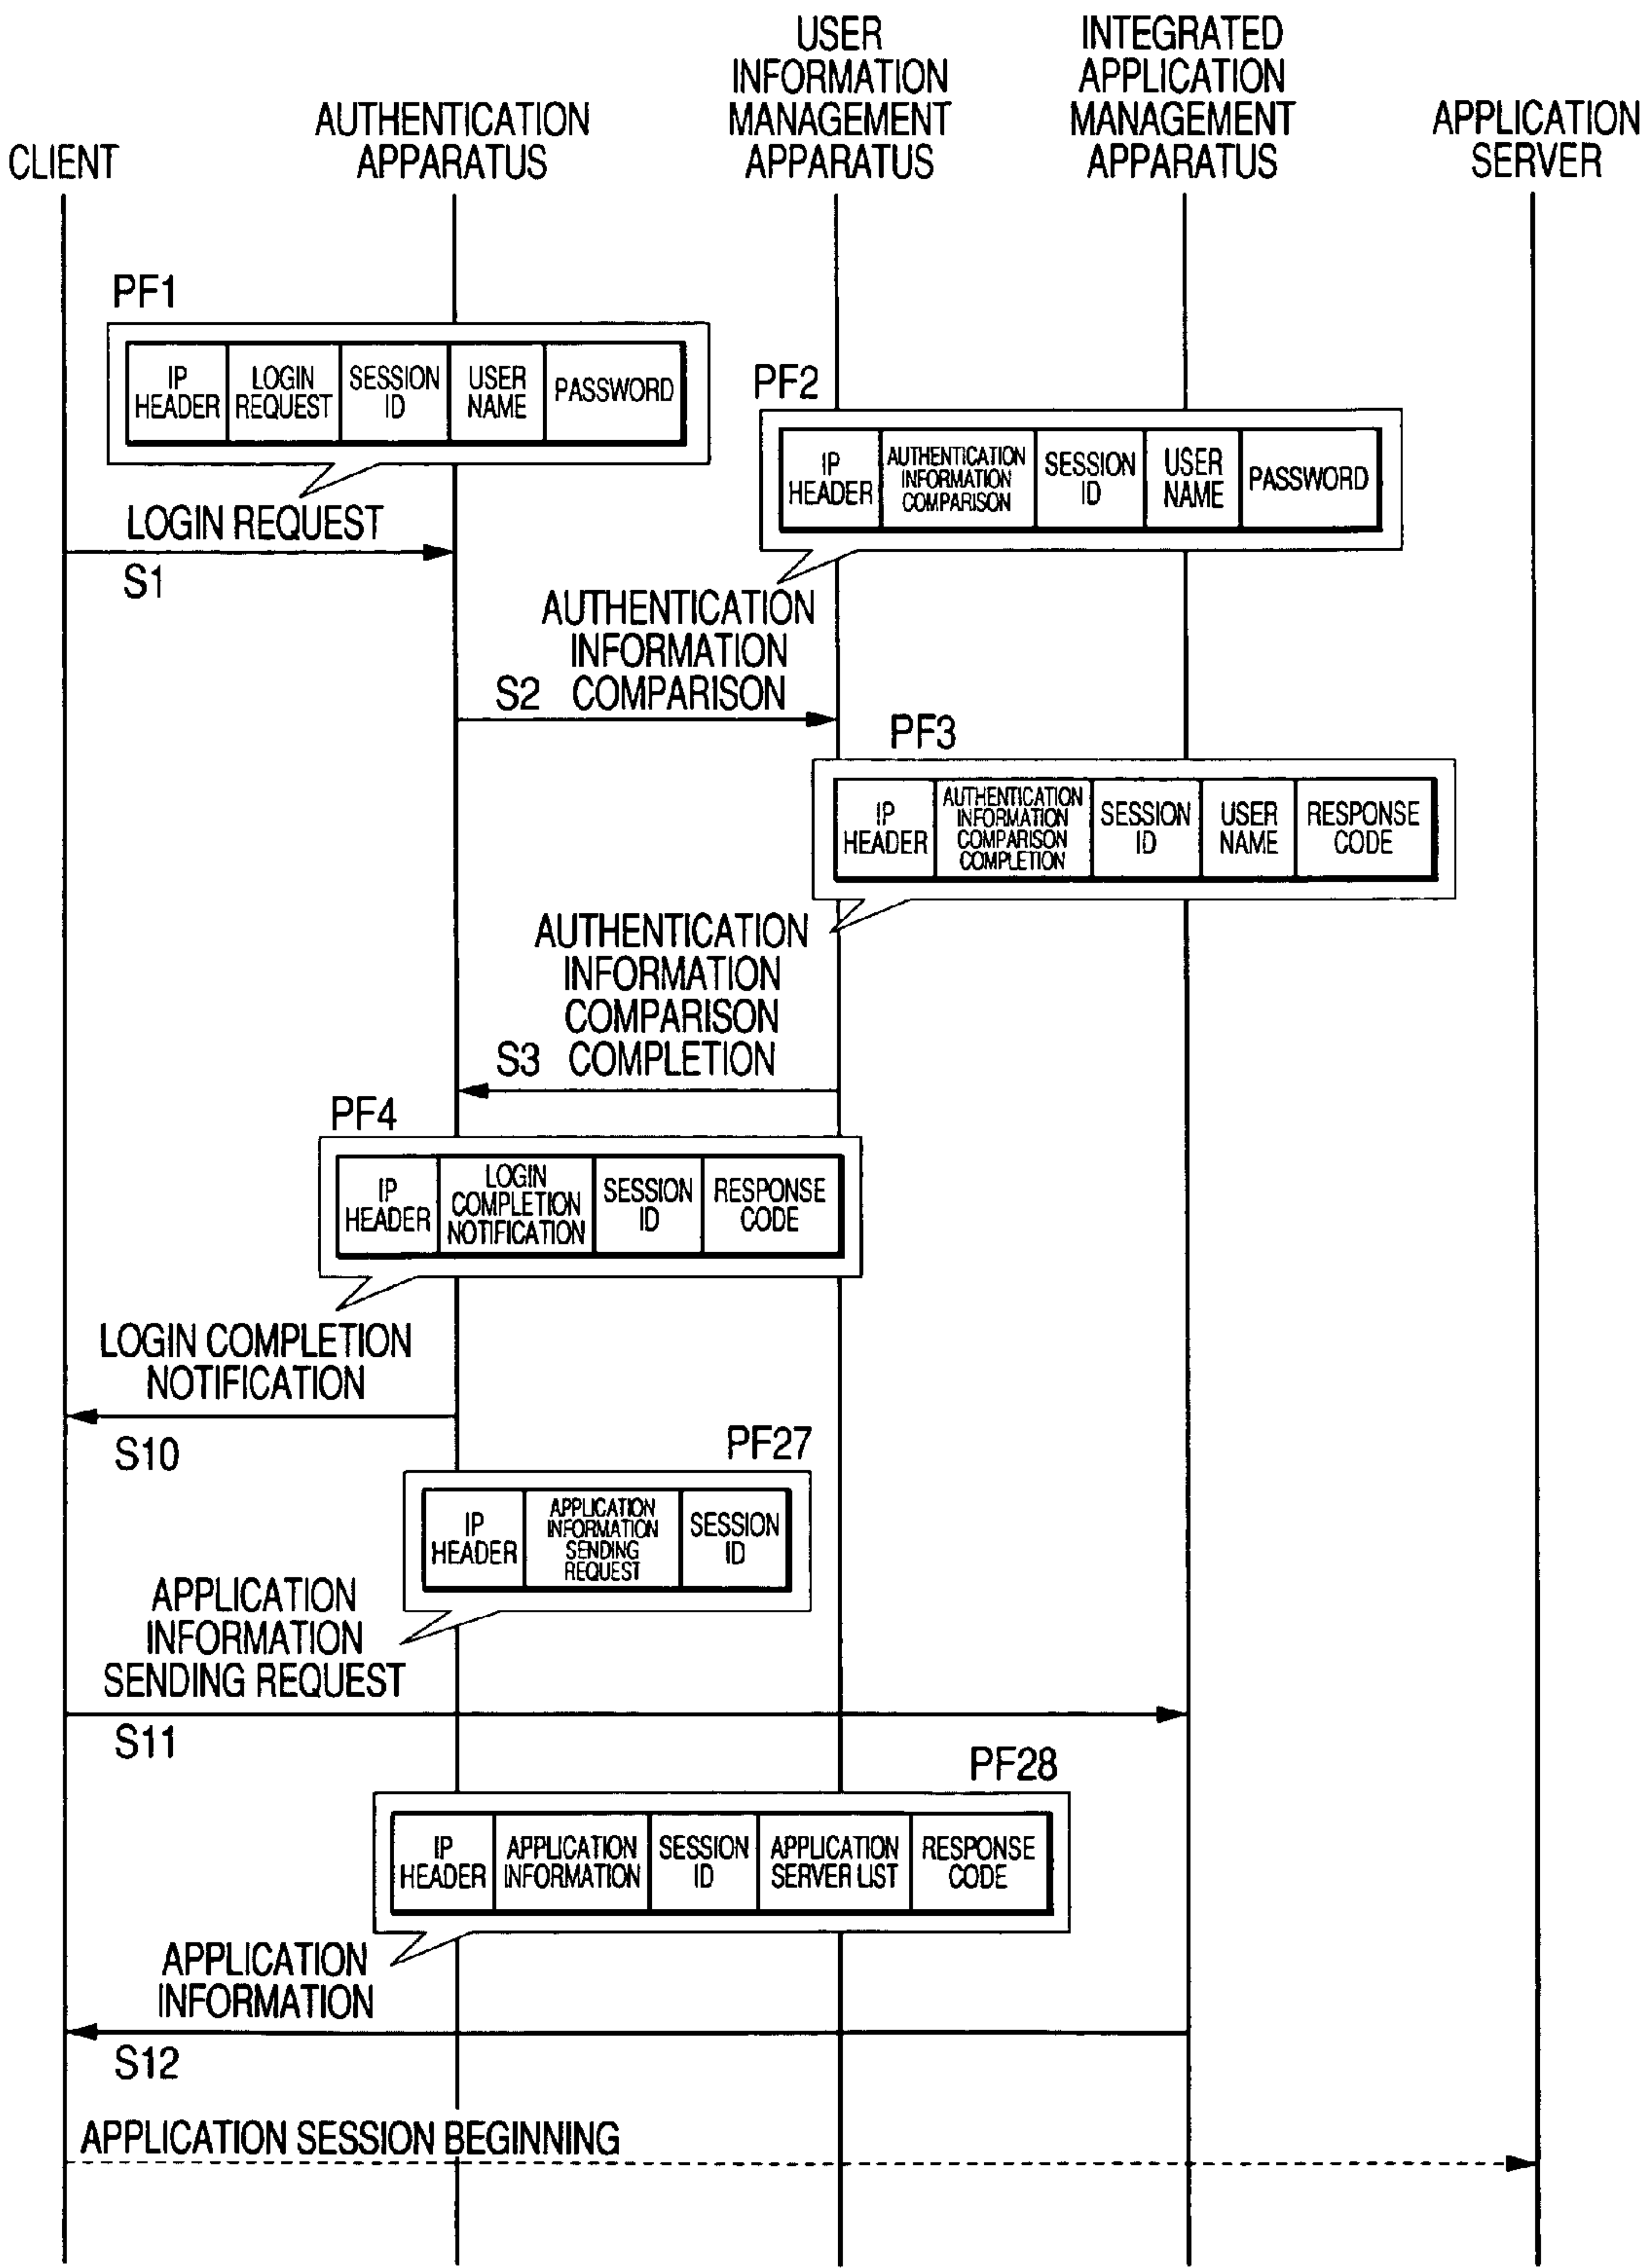 CLIENT
AUTHENTICATION
APPARATUS
USER
INFORMATION
MANAGEMENT
APPARATUS
INTEGRATED
APPLICATION
MANAGEMENT
APPARATUS
APPLICATION
SERVER
PF1
IP
HEADER
LOGIN
REQUEST
SESSION
ID
USER
NAME
PASSWORD
LOGIN REQUEST
S1
PF2
IP
HEADER
AUTHENTICATION
INFORMATION
COMPARISON
SESSION
ID
USER
NAME
PASSWORD
AUTHENTICATION
INFORMATION
S2 COMPARISON
PF3
IP
HEADER
AUTHENTICATION
INFORMATION
COMPARISON
COMPLETION
SESSION
ID
USER
NAME
RESPONSE
CODE
AUTHENTICATION
INFORMATION
COMPARISON
S3 COMPLETION
PF4
IP
HEADER
LOGIN
COMPLETION
NOTIFICATION
SESSION
ID
RESPONSE
CODE
LOGIN COMPLETION
NOTIFICATION
S10
PF27
IP
HEADER
APPLICATION
INFORMATION
SENDING
REQUEST
SESSION
ID
APPLICATION
INFORMATION
SENDING REQUEST
S11
PF28
IP
HEADER
APPLICATION
INFORMATION
SESSION
ID
APPLICATION
SERVER LIST
RESPONSE
CODE
APPLICATION
INFORMATION
S12
APPLICATION SESSION BEGINNING